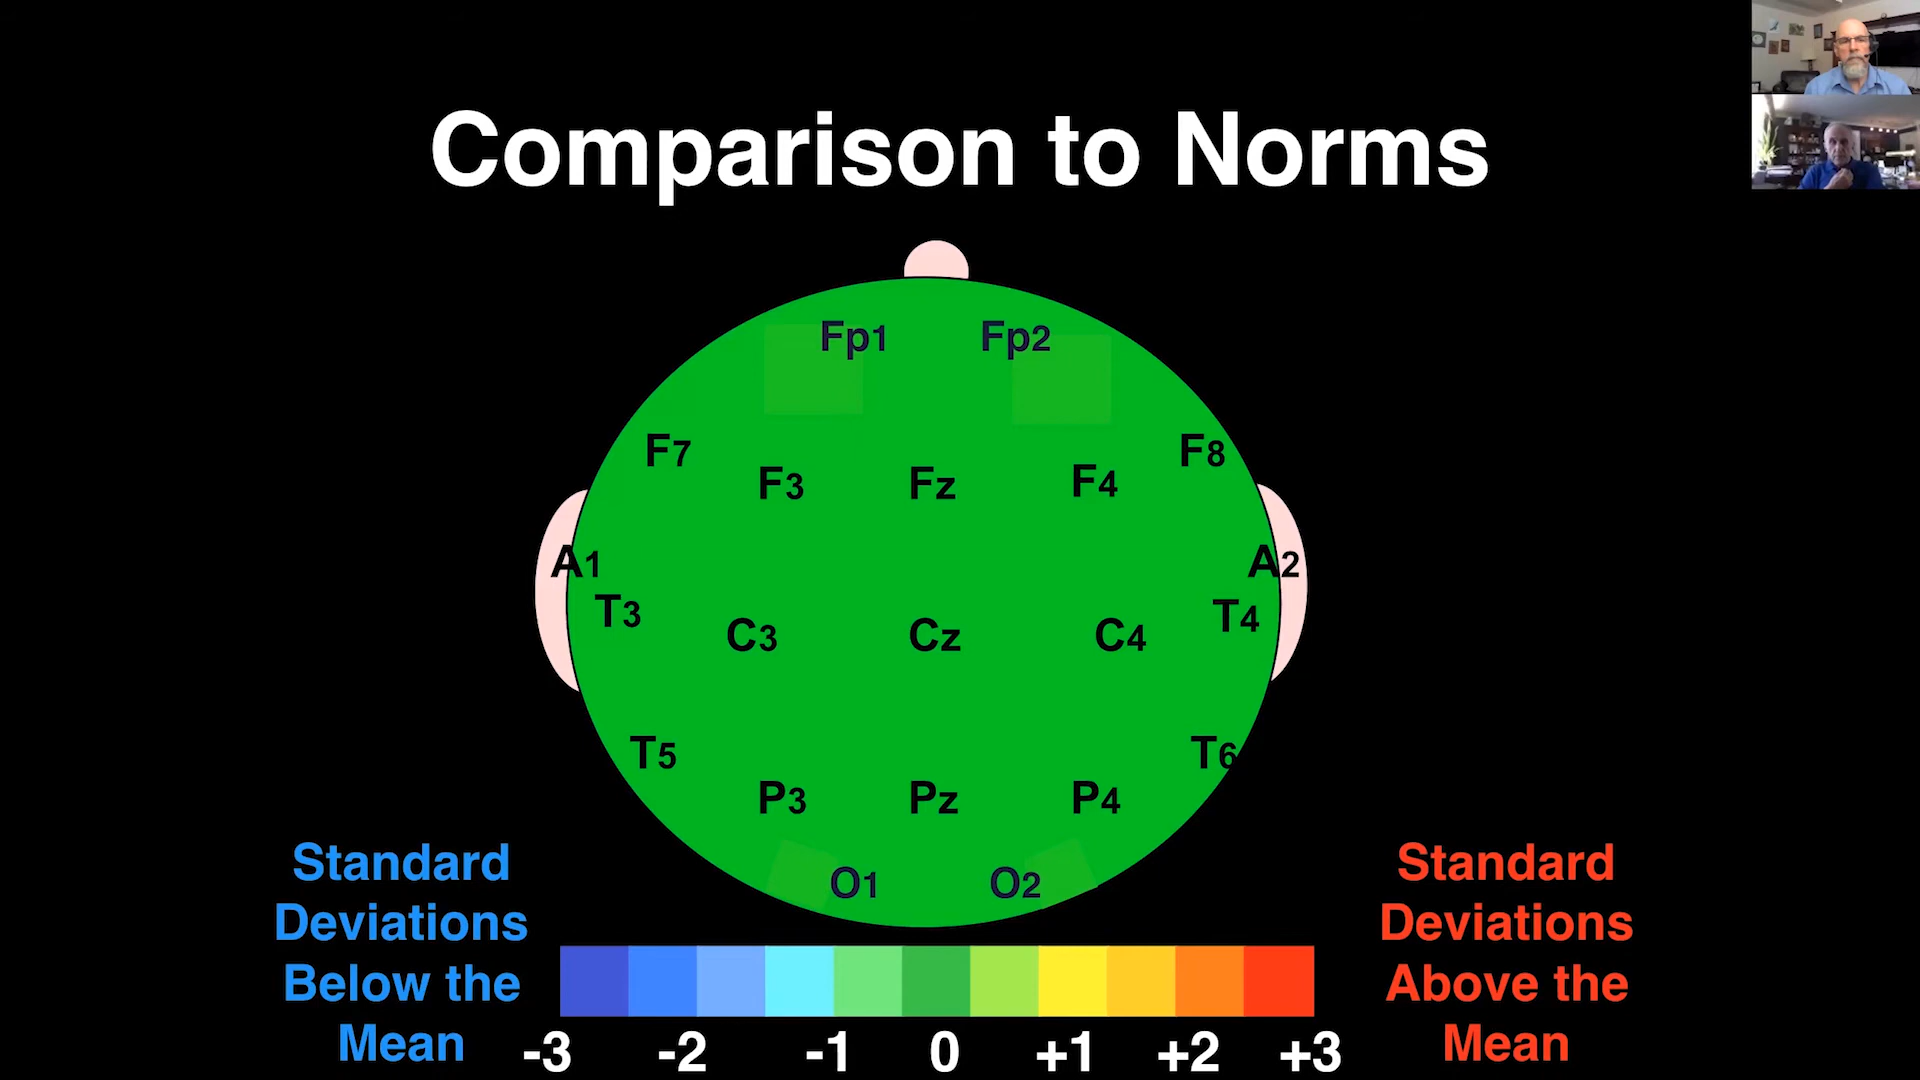 Comparison to Norms
Fp1 Fp2
F7 F3 Fz F4 F8
A1 A2
T3 C3 Cz C4 T4
T5 T6
P3 Pz P4
O1 O2
Standard
Deviations
Below the
Mean
Standard
Deviations
Above the
Mean
-3 -2 -1 0 +1 +2 +3